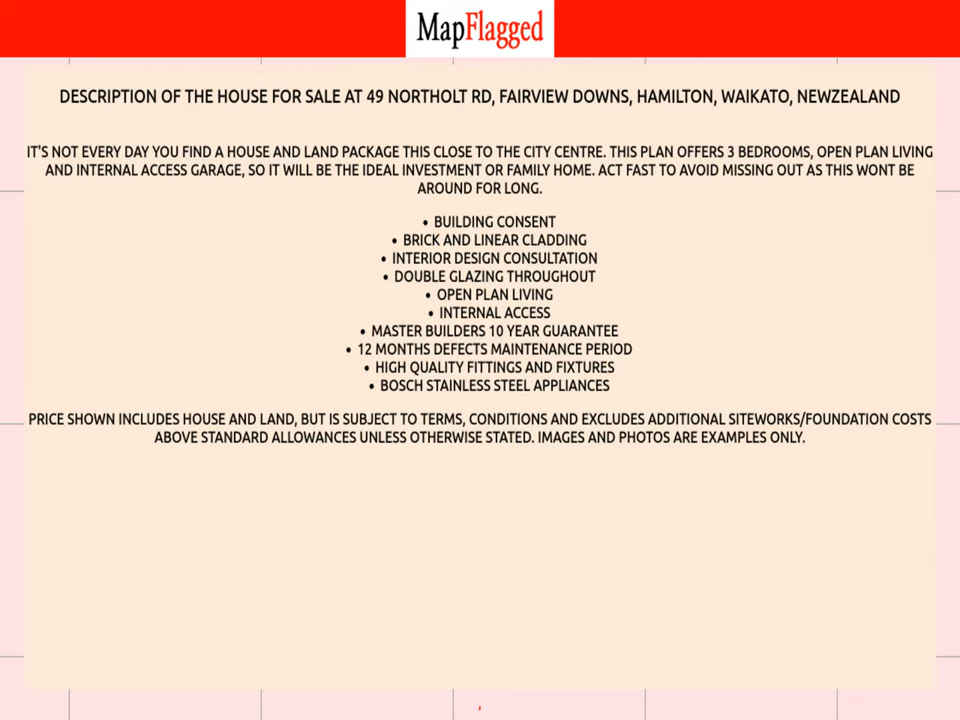 MapFlagged
DESCRIPTION OF THE HOUSE FOR SALE AT 49 NORTHOLT RD, FAIRVIEW DOWNS, HAMILTON, WAIKATO, NEWZEALAND
IT'S NOT EVERY DAY YOU FIND A HOUSE AND LAND PACKAGE THIS CLOSE TO THE CITY CENTRE. THIS PLAN OFFERS 3 BEDROOMS, OPEN PLAN LIVING
AND INTERNAL ACCESS GARAGE, SO IT WILL BE THE IDEAL INVESTMENT OR FAMILY HOME. ACT FAST TO AVOID MISSING OUT AS THIS WONT BE
AROUND FOR LONG.
• BUILDING CONSENT
• BRICK AND LINEAR CLADDING
• INTERIOR DESIGN CONSULTATION
• DOUBLE GLAZING THROUGHOUT
• OPEN PLAN LIVING
• INTERNAL ACCESS
• MASTER BUILDERS 10 YEAR GUARANTEE
• 12 MONTHS DEFECTS MAINTENANCE PERIOD
• HIGH QUALITY FITTINGS AND FIXTURES
• BOSCH STAINLESS STEEL APPLIANCES
PRICE SHOWN INCLUDES HOUSE AND LAND, BUT IS SUBJECT TO TERMS, CONDITIONS AND EXCLUDES ADDITIONAL SITEWORKS/FOUNDATION COSTS
ABOVE STANDARD ALLOWANCES UNLESS OTHERWISE STATED. IMAGES AND PHOTOS ARE EXAMPLES ONLY.
,